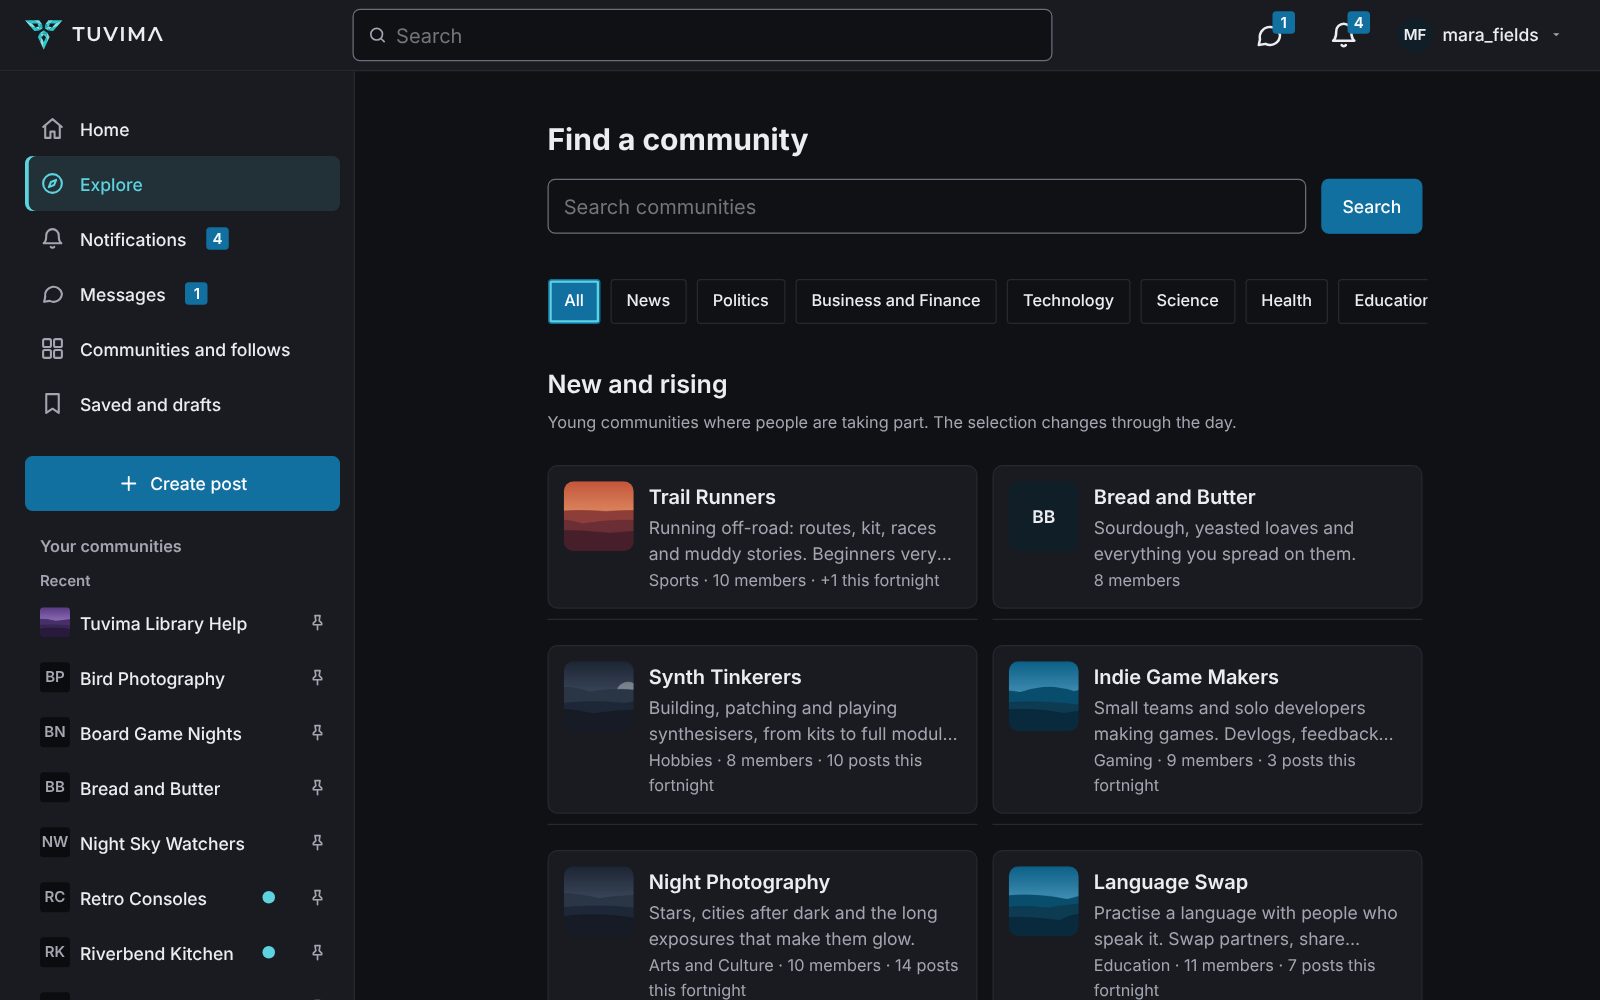 TUVIMA
Search
1
4
MF
mara_fields
Home
Explore
Notifications 4
Messages 1
Communities and follows
Saved and drafts
Create post
Your communities
Recent
Tuvima Library Help
BP Bird Photography
BN Board Game Nights
BB Bread and Butter
NW Night Sky Watchers
RC Retro Consoles
RK Riverbend Kitchen
Find a community
Search communities
Search
All
News
Politics
Business and Finance
Technology
Science
Health
Education
New and rising
Young communities where people are taking part. The selection changes through the day.
Trail Runners
Running off-road: routes, kit, races
and muddy stories. Beginners very...
Sports · 10 members · +1 this fortnight
BB
Bread and Butter
Sourdough, yeasted loaves and
everything you spread on them.
8 members
Synth Tinkerers
Building, patching and playing
synthesisers, from kits to full modul...
Hobbies · 8 members · 10 posts this
fortnight
Indie Game Makers
Small teams and solo developers
making games. Devlogs, feedback...
Gaming · 9 members · 3 posts this
fortnight
Night Photography
Stars, cities after dark and the long
exposures that make them glow.
Arts and Culture · 10 members · 14 posts
this fortnight
Language Swap
Practise a language with people who
speak it. Swap partners, share...
Education · 11 members · 7 posts this
fortnight